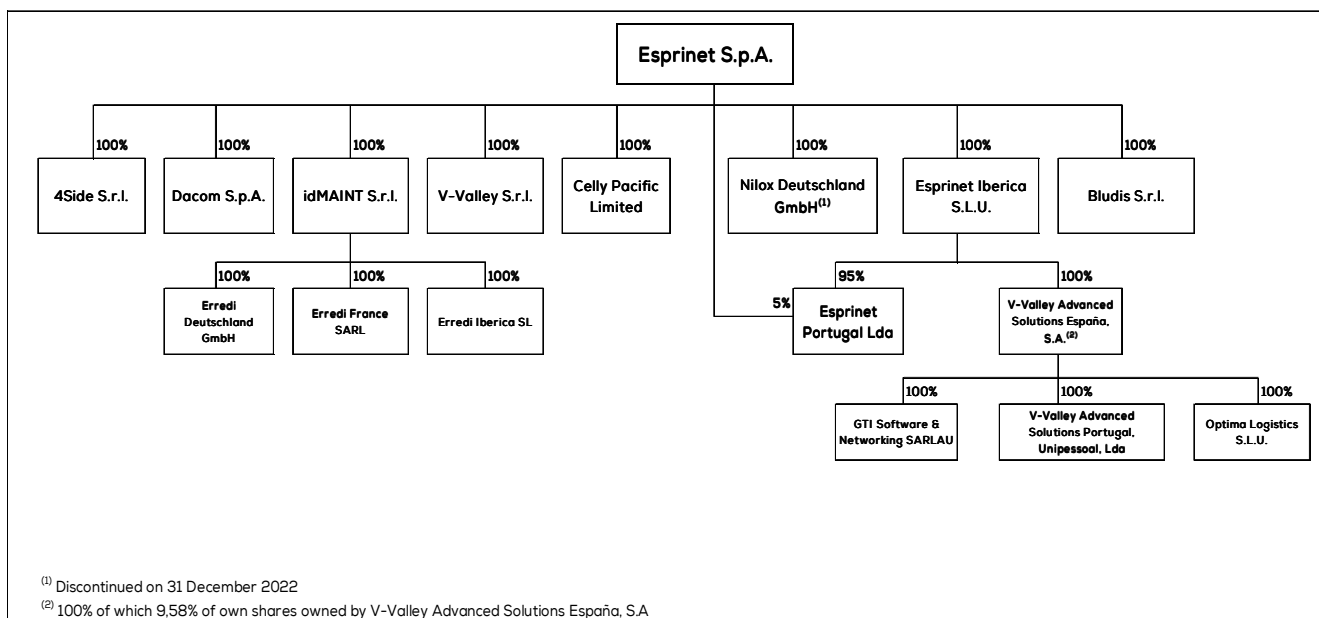 Esprinet S.p.A.
100%
100%
100%
100%
100%
100%
100%
100%
4Side S.r.l.
Dacom S.p.A.
idMAINT S.r.l.
V-Valley S.r.l.
Celly Pacific
Limited
Nilox Deutschland
GmbH(1)
Esprinet Iberica
S.L.U.
Bludis S.r.l.
100%
100%
100%
95%
100%
5%
Erredi
Deutschland
GmbH
Erredi France
SARL
Erredi Iberica SL
Esprinet
Portugal Lda
V-Valley Advanced
Solutions España,
S.A.(2)
100%
100%
100%
GTI Software &
Networking SARLAU
V-Valley Advanced
Solutions Portugal,
Unipessoal, Lda
Optima Logistics
S.L.U.
(1) Discontinued on 31 December 2022
(2) 100% of which 9,58% of own shares owned by V-Valley Advanced Solutions España, S.A